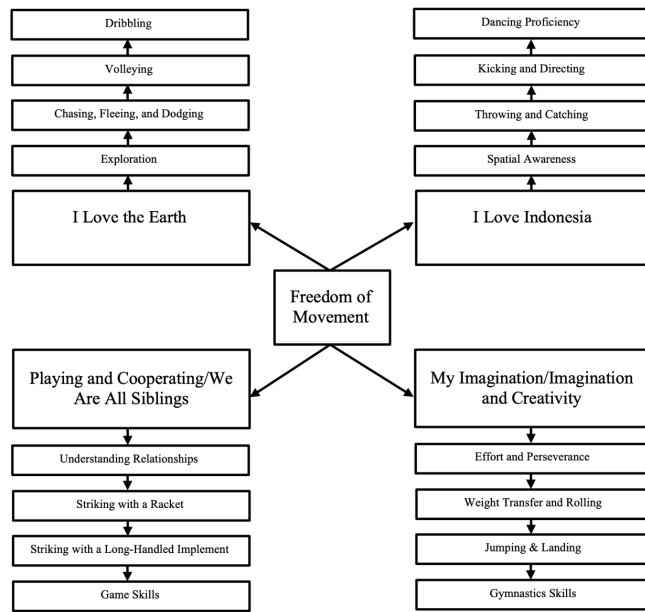 Dribbling
Volleying
Chasing, Fleeing, and Dodging
Exploration
I Love the Earth
Dancing Proficiency
Kicking and Directing
Throwing and Catching
Spatial Awareness
I Love Indonesia
Freedom of
Movement
Playing and Cooperating/We
Are All Siblings
Understanding Relationships
Striking with a Racket
Striking with a Long-Handled Implement
Game Skills
My Imagination/Imagination
and Creativity
Effort and Perseverance
Weight Transfer and Rolling
Jumping & Landing
Gymnastics Skills